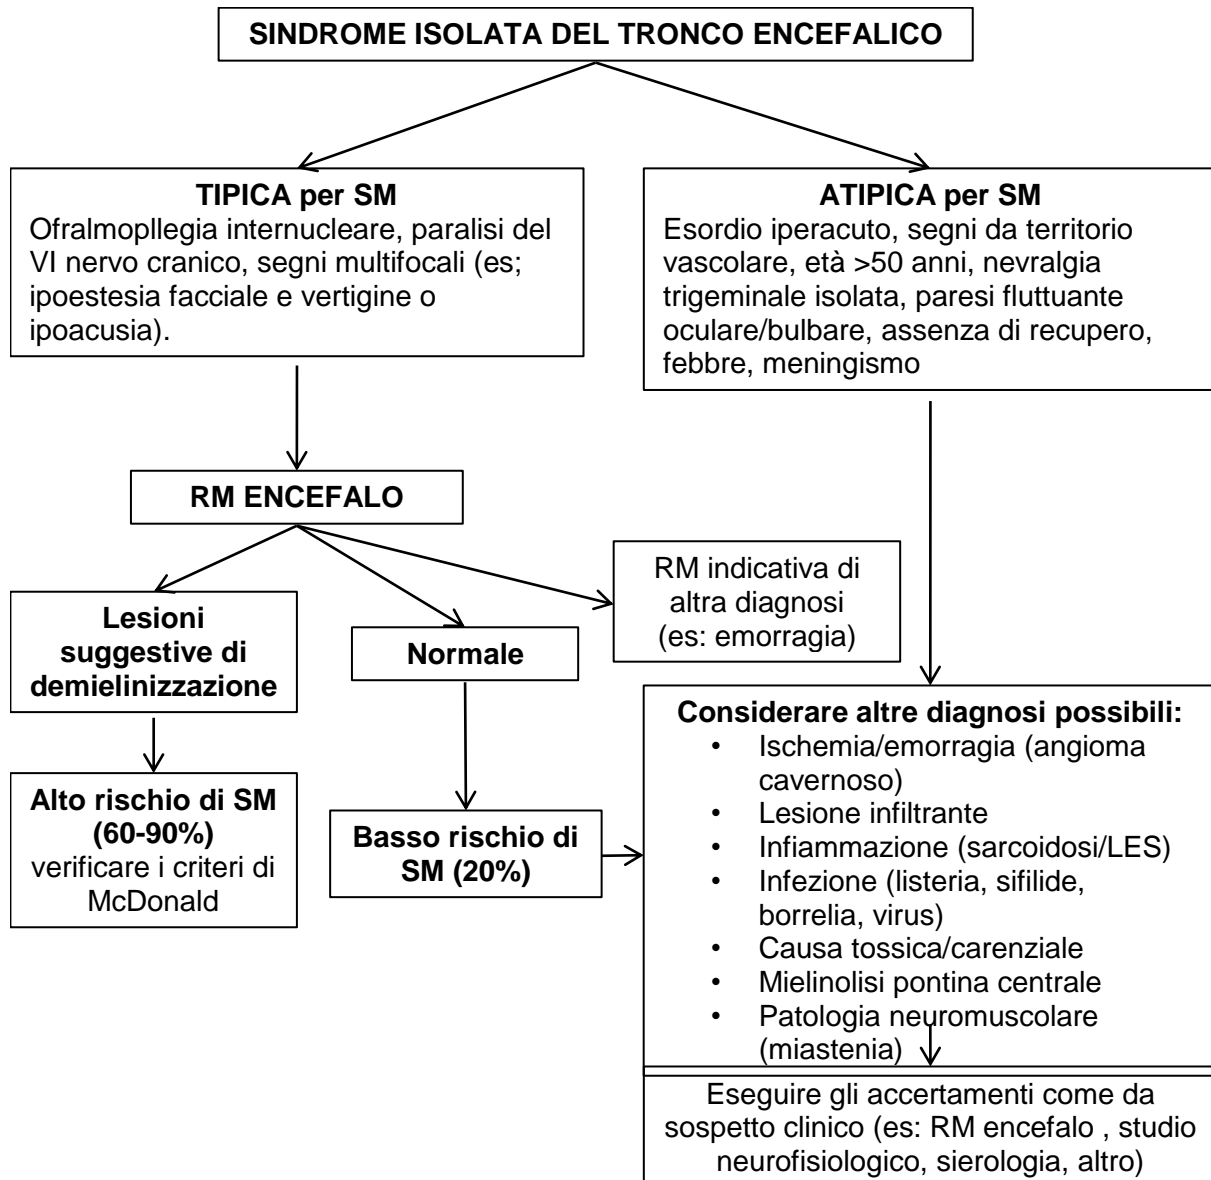 SINDROME ISOLATA DEL TRONCO ENCEFALICO
TIPICA per SM
Ofralmopllegia internucleare, paralisi del
VI nervo cranico, segni multifocali (es;
ipoestesia facciale e vertigine o
ipoacusia).
ATIPICA per SM
Esordio iperacuto, segni da territorio
vascolare, età >50 anni, nevralgia
trigeminale isolata, paresi fluttuante
oculare/bulbare, assenza di recupero,
febbre, meningismo
RM ENCEFALO
RM indicativa di
altra diagnosi
(es: emorragia)
Lesioni
suggestive di
demielinizzazione
Normale
Alto rischio di SM
(60-90%)
verificare i criteri di
McDonald
Basso rischio di
SM (20%)
Considerare altre diagnosi possibili:
• Ischemia/emorragia (angioma
cavernoso)
• Lesione infiltrante
• Infiammazione (sarcoidosi/LES)
• Infezione (listeria, sifilide,
borrelia, virus)
• Causa tossica/carenziale
• Mielinolisi pontina centrale
• Patologia neuromuscolare
(miastenia)
Eseguire gli accertamenti come da
sospetto clinico (es: RM encefalo , studio
neurofisiologico, sierologia, altro)